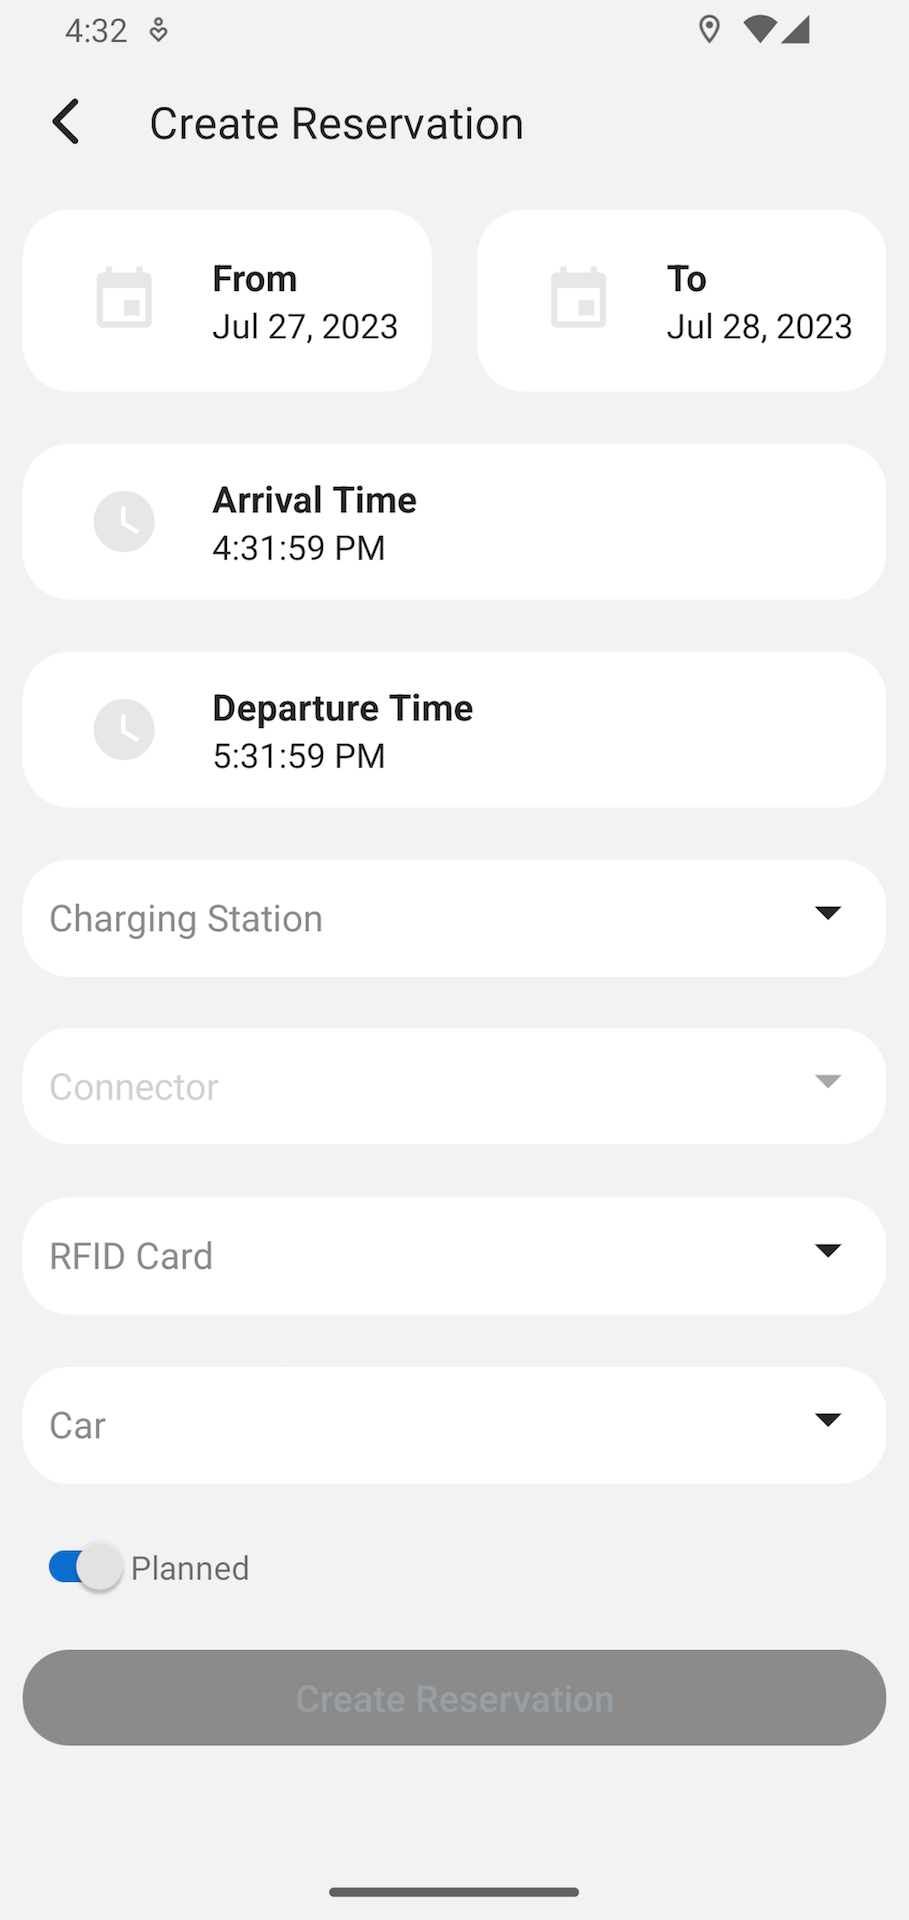 4:32
Create Reservation
From
Jul 27, 2023
To
Jul 28, 2023
Arrival Time
4:31:59 PM
Departure Time
5:31:59 PM
Charging Station
Connector
RFID Card
Car
Planned
Create Reservation